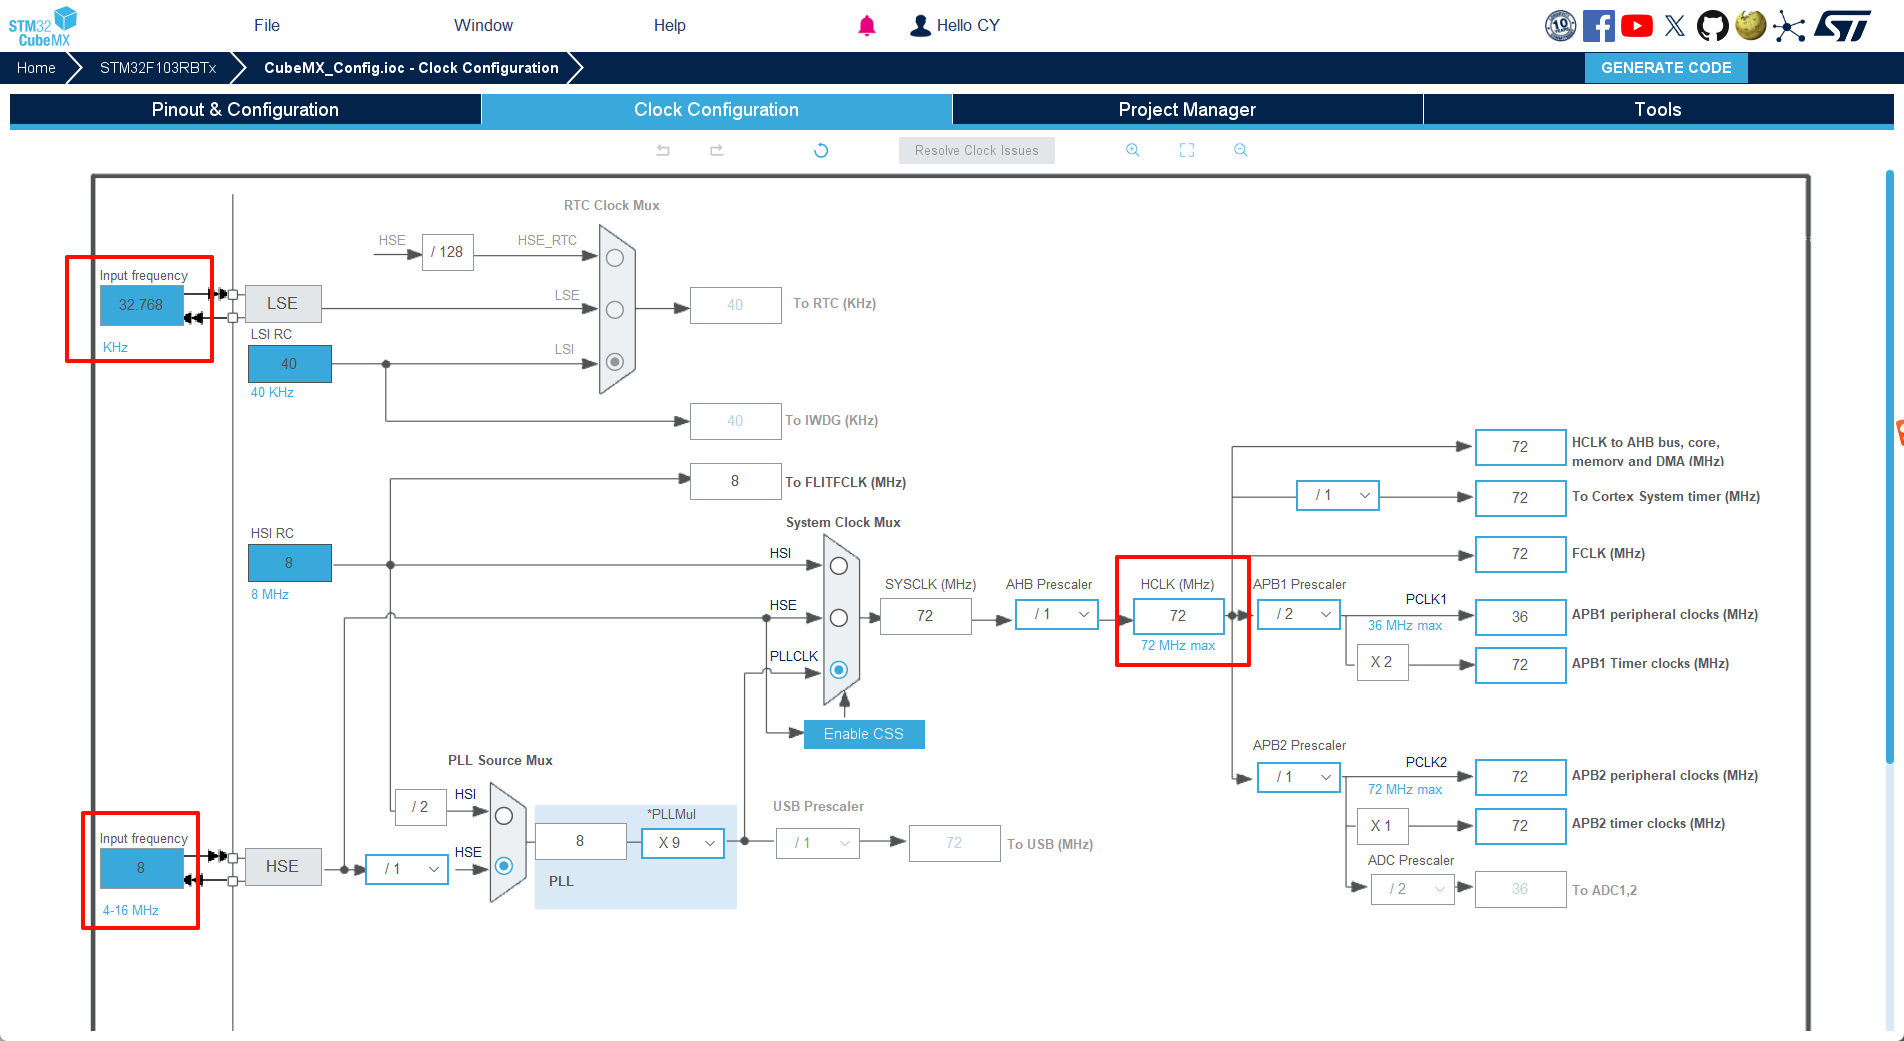 STM32
CubeMX
File
Window
Help
Hello CY
10
ST
Home
STM32F103RBTx
CubeMX_Config.ioc - Clock Configuration
GENERATE CODE
Pinout & Configuration
Clock Configuration
Project Manager
Tools
Resolve Clock Issues
RTC Clock Mux
HSE
/ 128
HSE_RTC
Input frequency
32.768
KHz
LSE
LSE
40
To RTC (KHz)
LSI RC
40
40 KHz
LSI
40
To IWDG (KHz)
8
To FLITFCLK (MHz)
HSI RC
8
8 MHz
System Clock Mux
HSI
HSE
PLLCLK
SYSCLK (MHz)
72
AHB Prescaler
/ 1
HCLK (MHz)
72
72 MHz max
Enable CSS
72
HCLK to AHB bus, core,
memory and DMA (MHz)
/ 1
72
To Cortex System timer (MHz)
72
FCLK (MHz)
APB1 Prescaler
/ 2
PCLK1
36 MHz max
36
APB1 peripheral clocks (MHz)
X 2
72
APB1 Timer clocks (MHz)
APB2 Prescaler
/ 1
PCLK2
72 MHz max
72
APB2 peripheral clocks (MHz)
X 1
72
APB2 timer clocks (MHz)
ADC Prescaler
/ 2
36
To ADC1,2
PLL Source Mux
/ 2
HSI
HSE
Input frequency
8
4-16 MHz
HSE
/ 1
8
PLL
*PLLMul
X 9
USB Prescaler
/ 1
72
To USB (MHz)